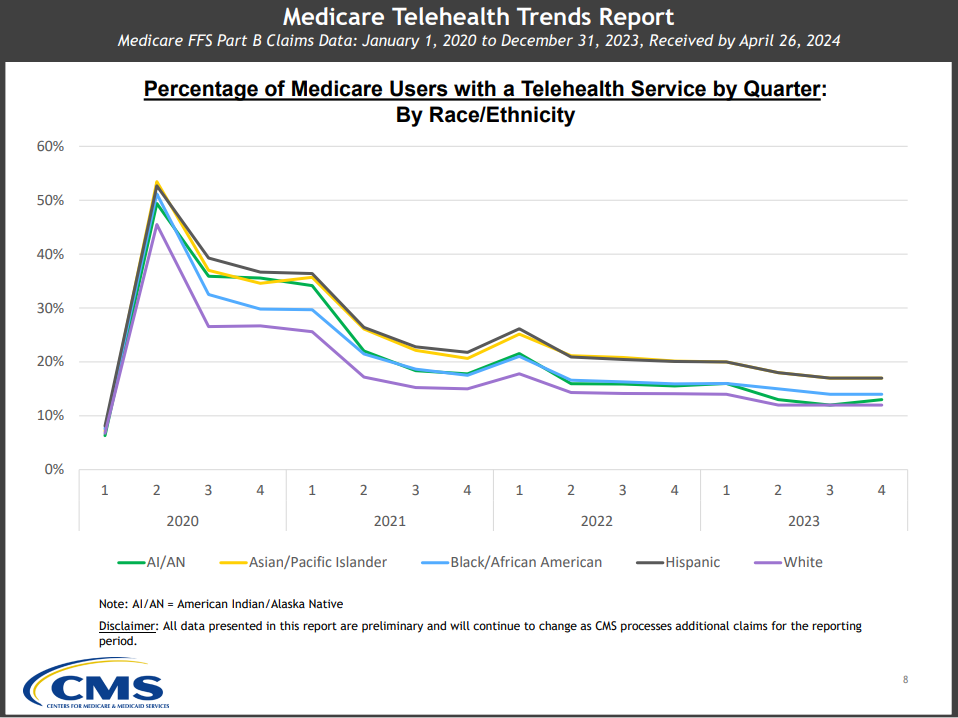 Medicare Telehealth Trends Report
Medicare FFS Part B Claims Data: January 1, 2020 to December 31, 2023, Received by April 26, 2024
Percentage of Medicare Users with a Telehealth Service by Quarter:
By Race/Ethnicity
60%
50%
40%
30%
20%
10%
0%
1 2 3 4 1 2 3 4 1 2 3 4 1 2 3 4
2020 2021 2022 2023
AI/AN Asian/Pacific Islander Black/African American Hispanic White
Note: AI/AN = American Indian/Alaska Native
Disclaimer: All data presented in this report are preliminary and will continue to change as CMS processes additional claims for the reporting
period.
CMS
CENTERS FOR MEDICARE & MEDICAID SERVICES
8